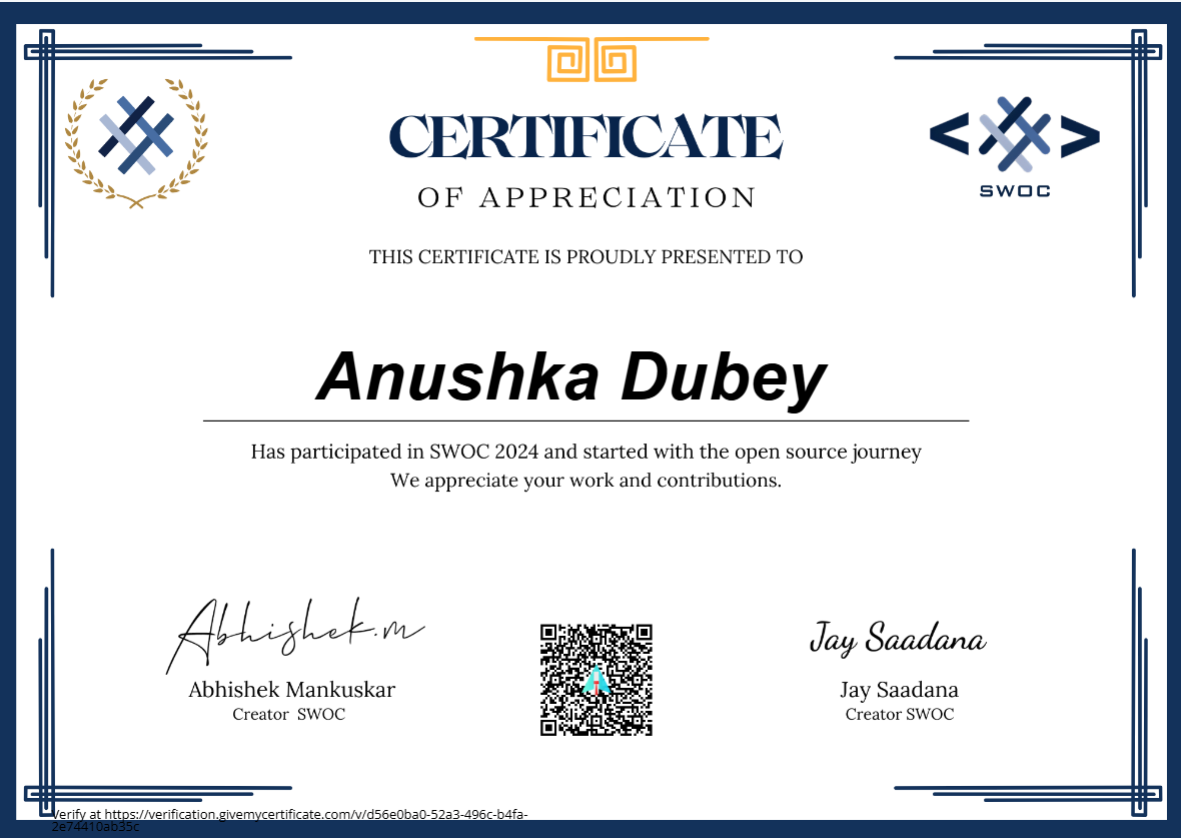 CERTIFICATE
OF APPRECIATION
< >
SWOC
THIS CERTIFICATE IS PROUDLY PRESENTED TO
Anushka Dubey
Has participated in SWOC 2024 and started with the open source journey
We appreciate your work and contributions.
Abhishek.m
Jay Saadana
Abhishek Mankuskar
Jay Saadana
Creator SWOC
Creator SWOC
Verify at https://verification.givemycertificate.com/v/d56e0ba0-52a3-496c-b4fa-
2e74410ab35c